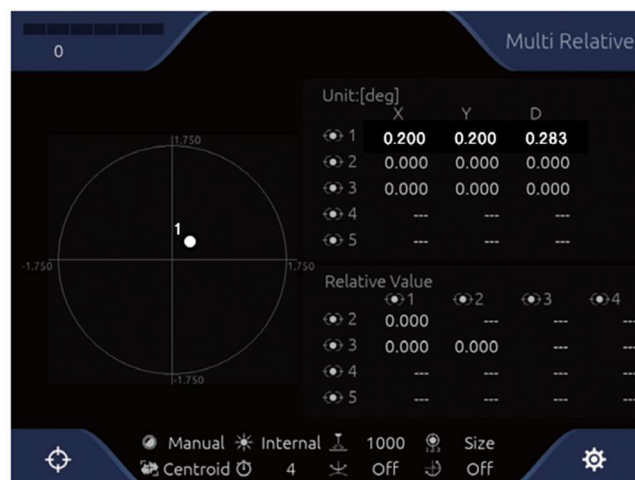 0
Multi Relative
Unit:[deg]
X Y D
1 0.200 0.200 0.283
2 0.000 0.000 0.000
3 0.000 0.000 0.000
4 --- --- ---
5 --- --- ---
1.750
1
-1.750
1.750
-1.750
Relative Value
1 2 3 4
2 0.000 --- --- ---
3 0.000 0.000 --- ---
4 --- --- --- ---
5 --- --- --- ---
Manual Internal 1000 Size
Centroid 4 Off Off